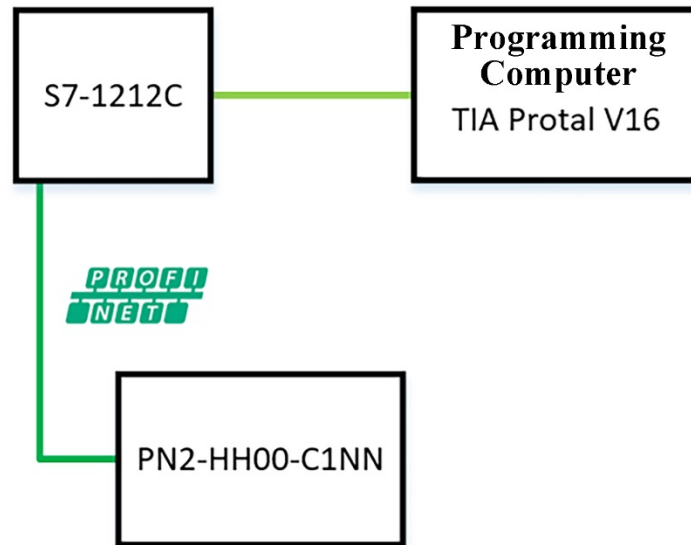 S7-1212C
Programming
Computer
TIA Protal V16
PROFI
NET
PN2-HH00-C1NN